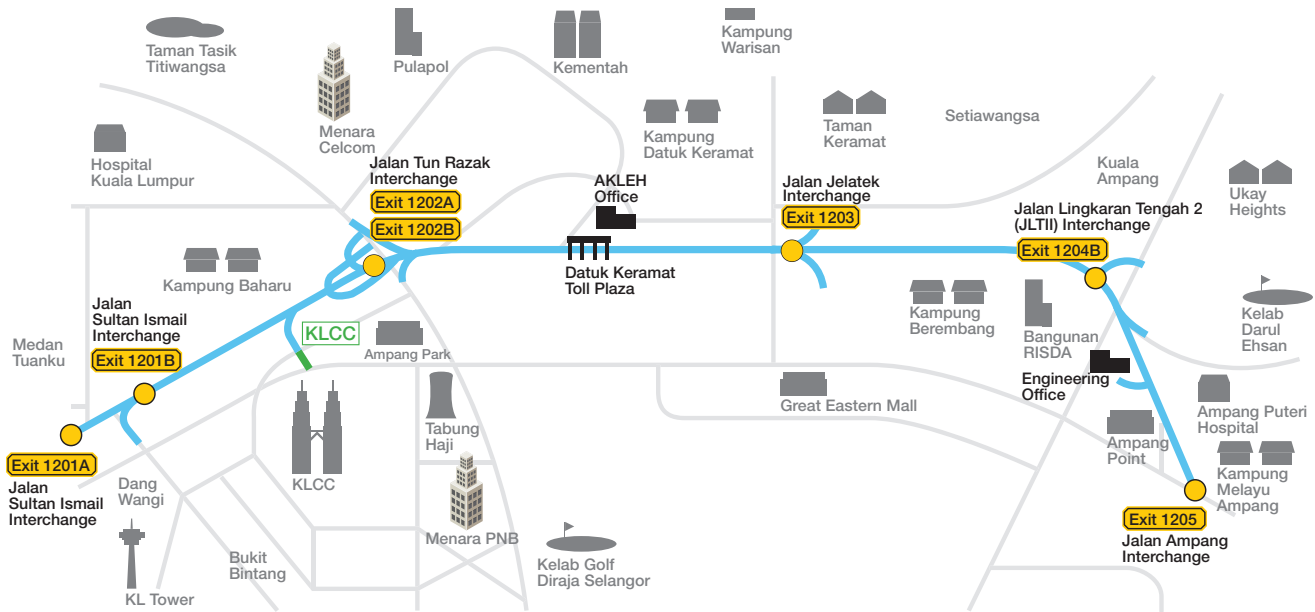 Taman Tasik
Titiwangsa
Pulapol
Kementah
Kampung
Warisan
Menara
Celcom
Kampung
Datuk Keramat
Taman
Keramat
Setiawangsa
Hospital
Kuala Lumpur
Jalan Tun Razak
Interchange
Exit 1202A
Exit 1202B
AKLEH
Office
Jalan Jelatek
Interchange
Exit 1203
Kuala
Ampang
Ukay
Heights
Jalan Lingkaran Tengah 2
(JLTII) Interchange
Exit 1204B
Kampung Baharu
Datuk Keramat
Toll Plaza
Jalan
Sultan Ismail
Interchange
Exit 1201B
Medan
Tuanku
KLCC
Ampang Park
Kampung
Berembang
Bangunan
RISDA
Kelab
Darul
Ehsan
Engineering
Office
Great Eastern Mall
Ampang Puteri
Hospital
Tabung
Haji
Ampang
Point
Exit 1201A
Jalan
Sultan Ismail
Interchange
Dang
Wangi
KLCC
Kampung
Melayu
Ampang
Exit 1205
Jalan Ampang
Interchange
Menara PNB
Bukit
Bintang
Kelab Golf
Diraja Selangor
KL Tower